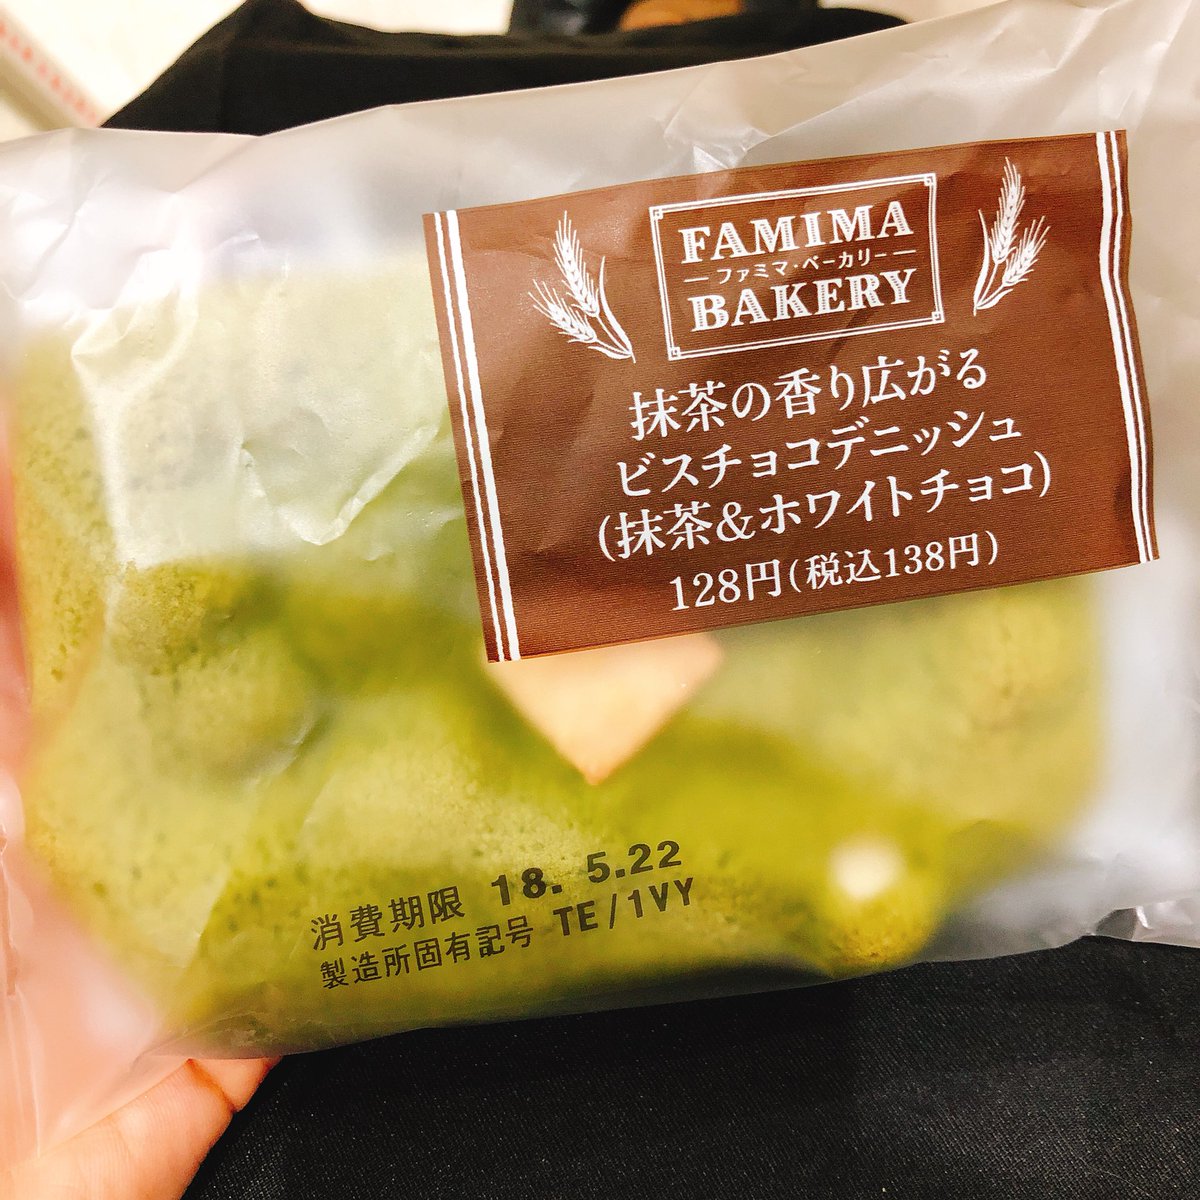 FAMIMA
ファミマ・ベーカリー
BAKERY
抹茶の香り広がる
ビスチョコデニッシュ
(抹茶&ホワイトチョコ)
128円(税込138円)
消費期限 18. 5.22
製造所固有記号 TE/1VY